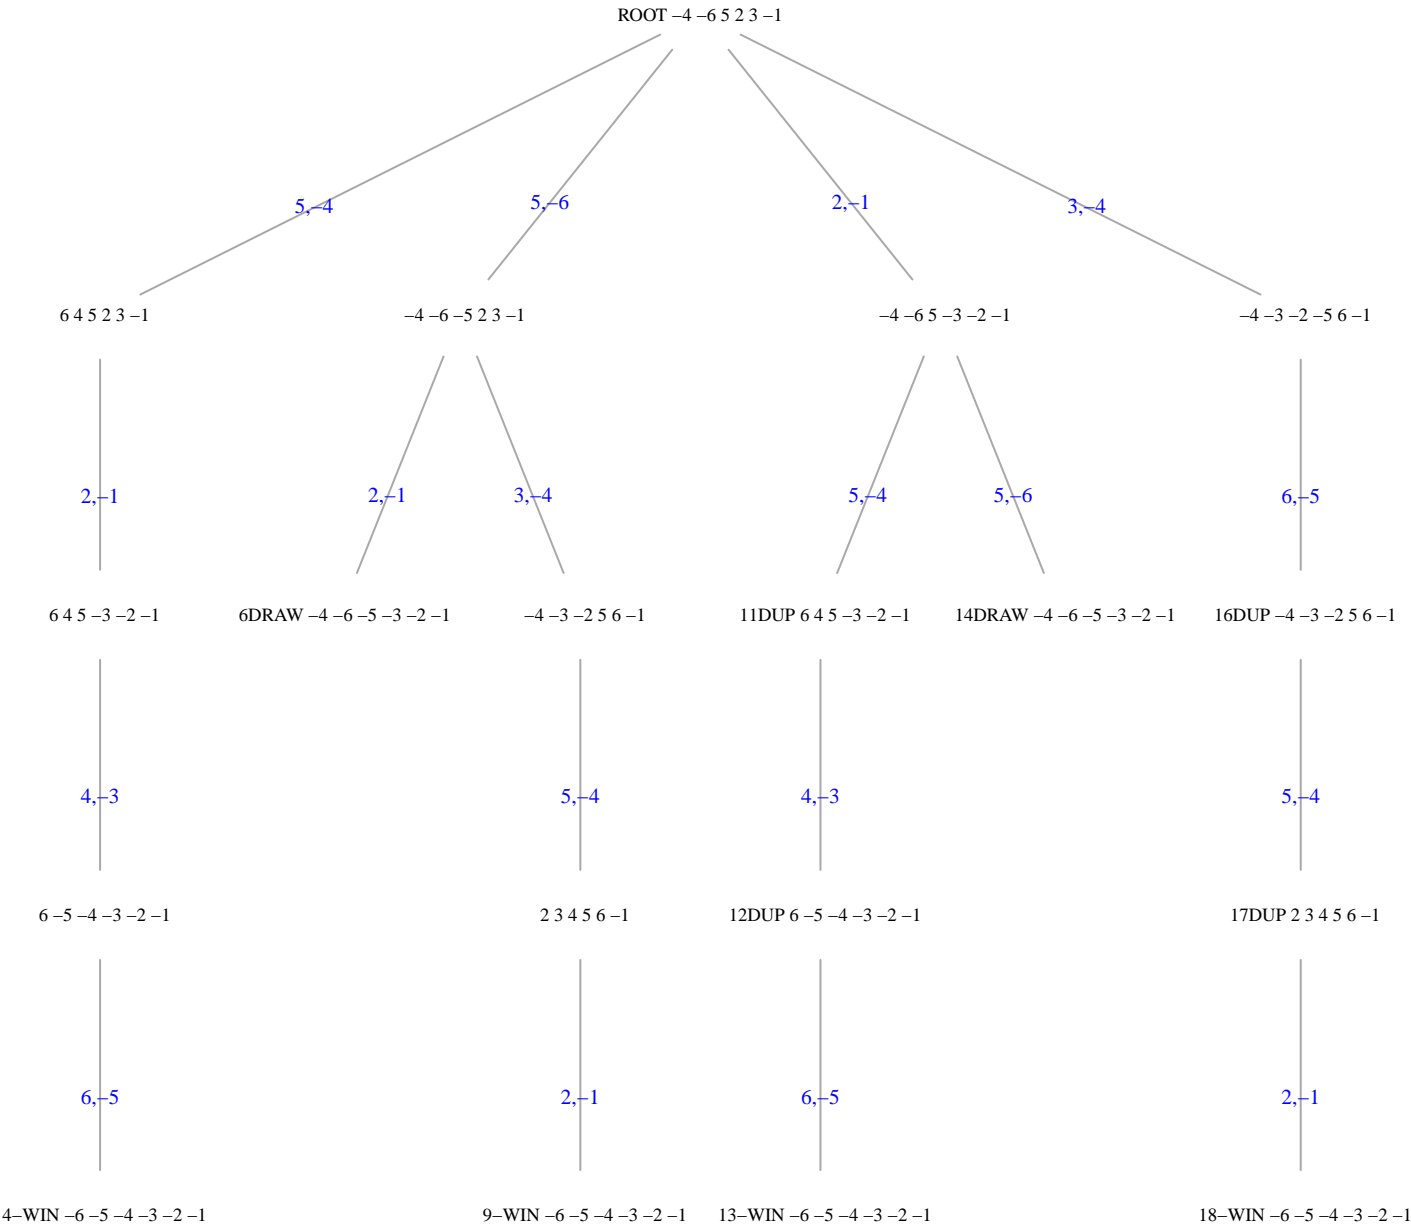 ROOT –4 –6 5 2 3 –1
5,–4
5,–6
2,–1
3,–4
6 4 5 2 3 –1
–4 –6 –5 2 3 –1
–4 –6 5 –3 –2 –1
–4 –3 –2 –5 6 –1
2,–1
2,–1
3,–4
5,–4
5,–6
6,–5
6 4 5 –3 –2 –1
6DRAW –4 –6 –5 –3 –2 –1
–4 –3 –2 5 6 –1
11DUP 6 4 5 –3 –2 –1
14DRAW –4 –6 –5 –3 –2 –1
16DUP –4 –3 –2 5 6 –1
4,–3
5,–4
4,–3
5,–4
6 –5 –4 –3 –2 –1
2 3 4 5 6 –1
12DUP 6 –5 –4 –3 –2 –1
17DUP 2 3 4 5 6 –1
6,–5
2,–1
6,–5
2,–1
4–WIN –6 –5 –4 –3 –2 –1
9–WIN –6 –5 –4 –3 –2 –1
13–WIN –6 –5 –4 –3 –2 –1
18–WIN –6 –5 –4 –3 –2 –1